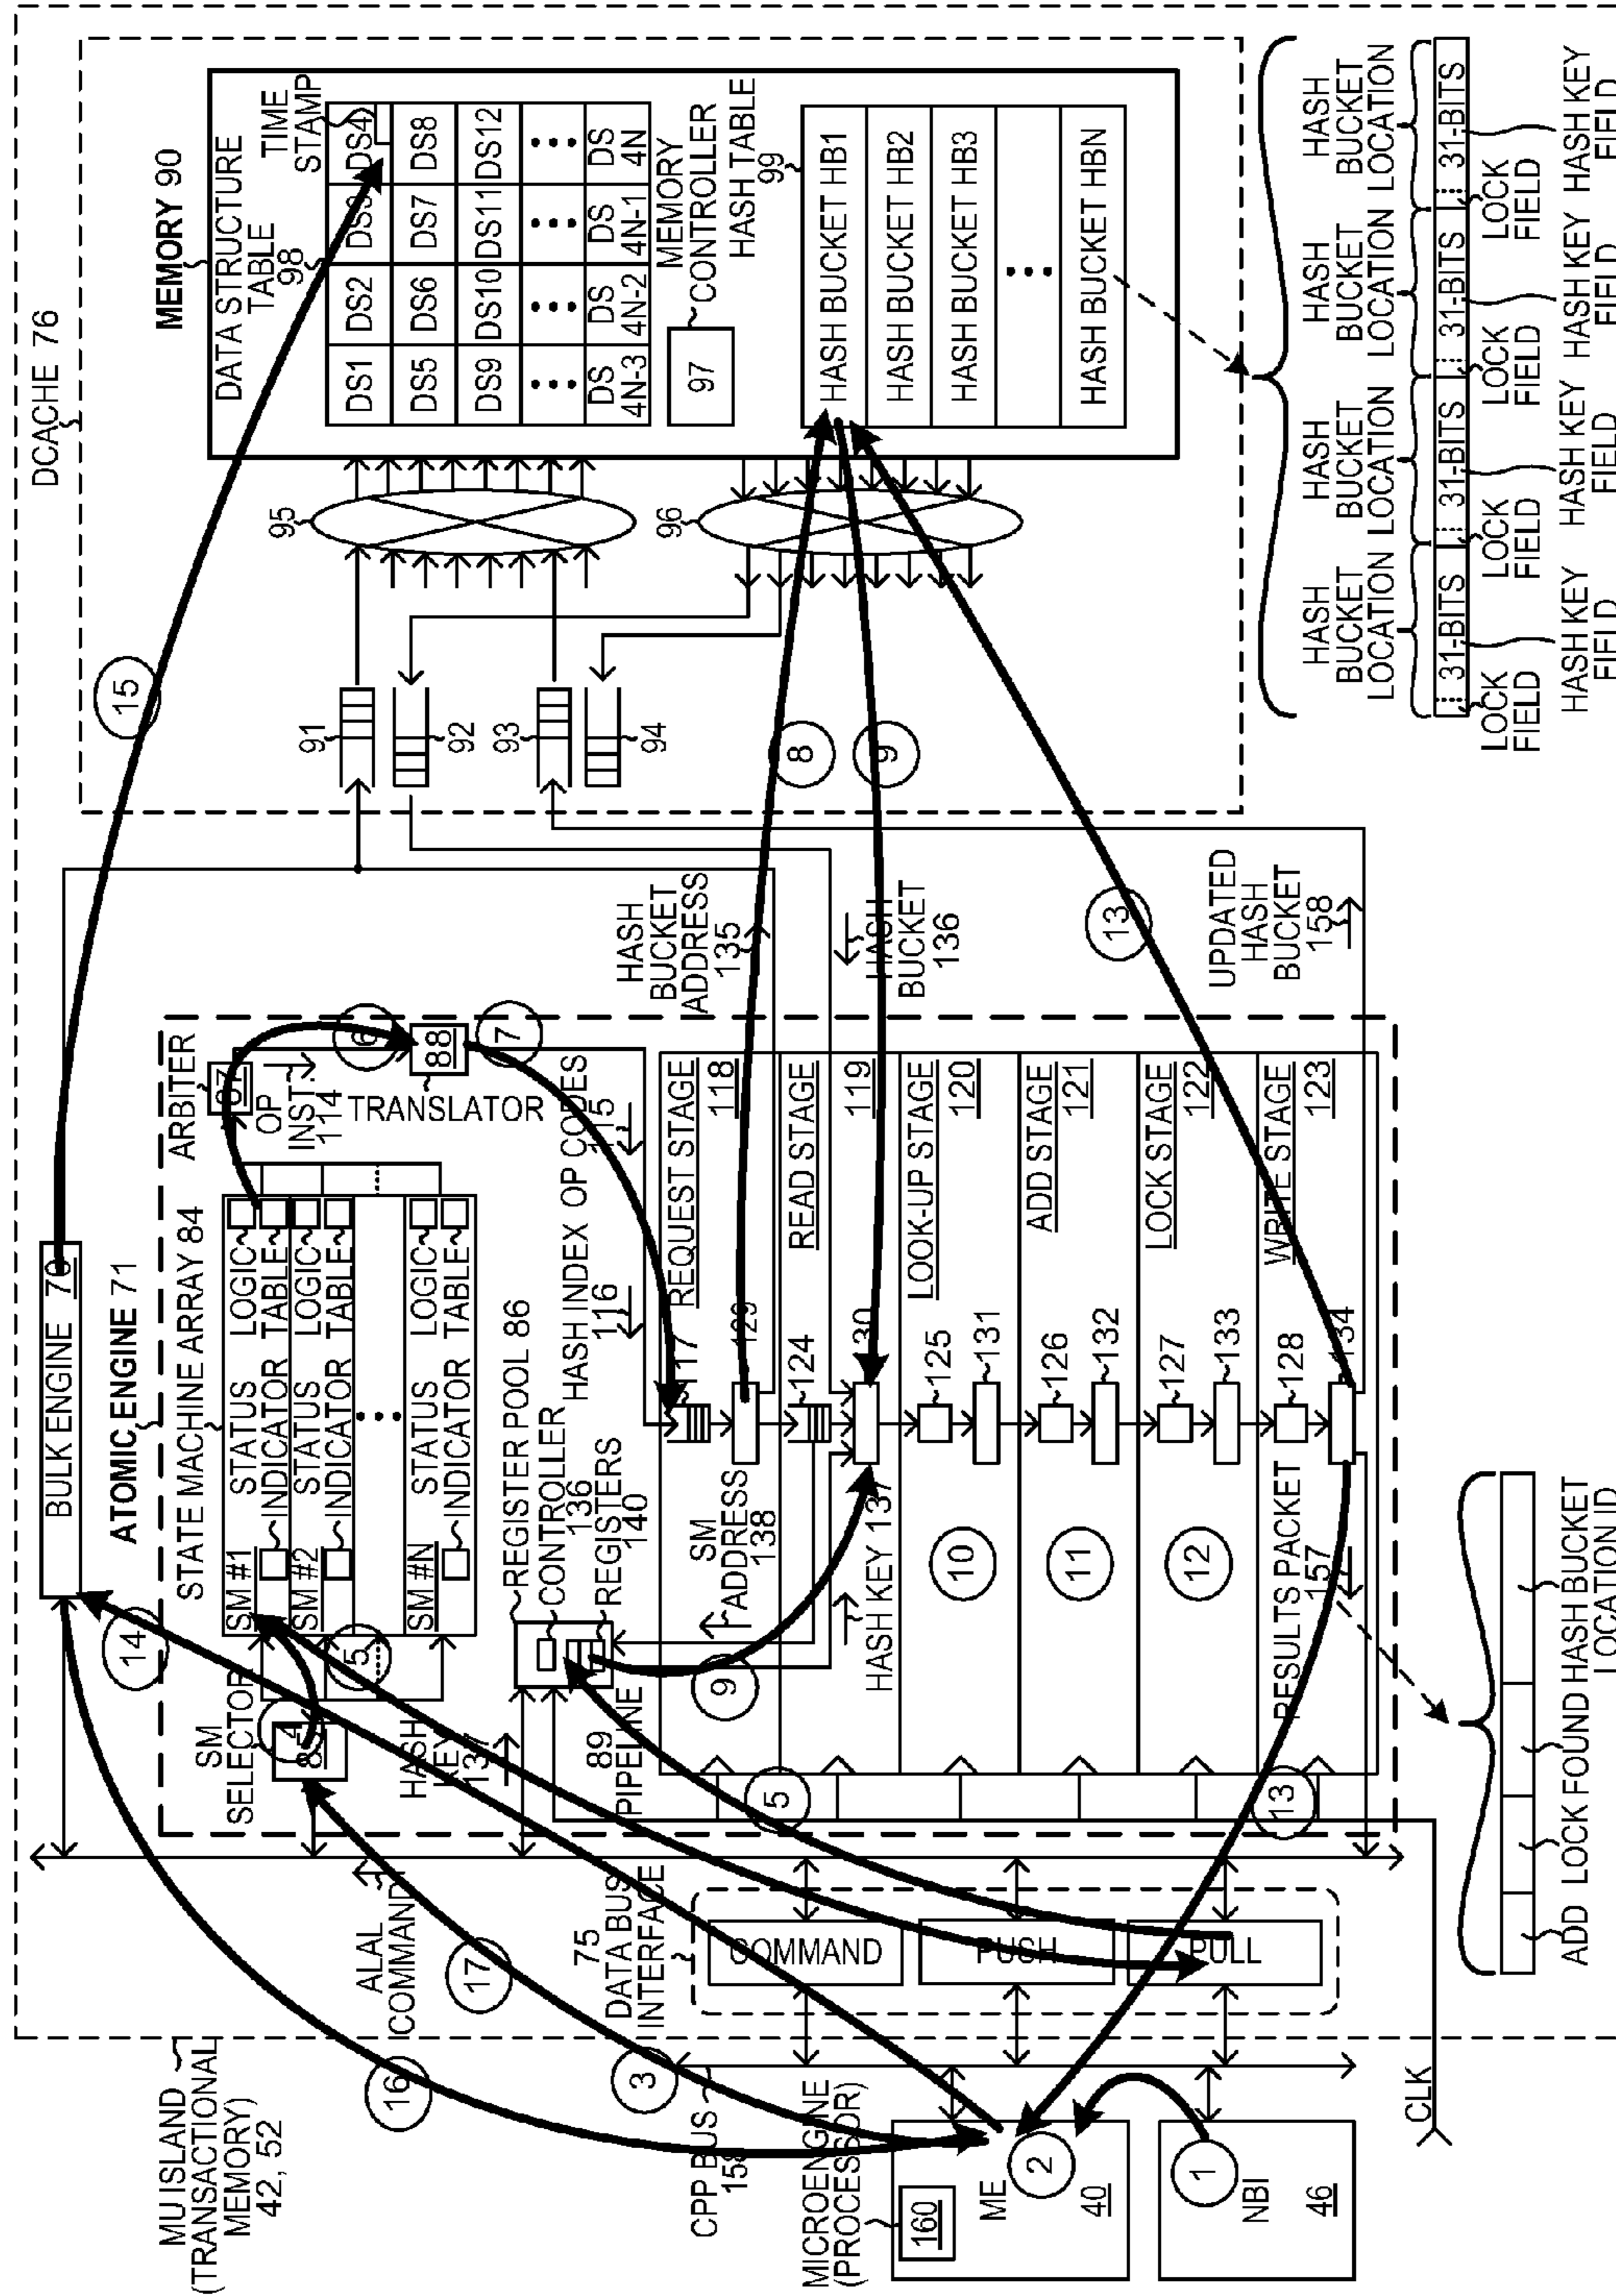 MU ISLAND
(TRANSACTIONAL
MEMORY)
42, 52
DCACHE 76
BULK ENGINE 70
ATOMIC ENGINE 71
STATE MACHINE ARRAY 84
SM #1
STATUS
INDICATOR
LOGIC
TABLE
SM #2
STATUS
INDICATOR
LOGIC
TABLE
SM #N
STATUS
INDICATOR
LOGIC
TABLE
ARBITER
87
OP
INST.
114
88
TRANSLATOR
SM
SELECTOR
85
HASH
KEY
137
ALAL
COMMAND
REGISTER POOL 86
CONTROLLER
136
REGISTERS
140
HASH INDEX
116
OP CODES
115
89
PIPELINE
SM
ADDRESS
138
HASH KEY 137
REQUEST STAGE
118
117
129
READ STAGE
119
124
130
LOOK-UP STAGE
120
125
131
ADD STAGE
121
126
132
LOCK STAGE
122
127
133
WRITE STAGE
123
128
134
RESULTS PACKET
157
HASH
BUCKET
ADDRESS
135
HASH
BUCKET
136
UPDATED
HASH
BUCKET
158
91
92
93
94
95
96
MEMORY 90
DATA STRUCTURE
TABLE
98
TIME
STAMP
DS1
DS2
DS3
DS4
DS5
DS6
DS7
DS8
DS9
DS10
DS11
DS12
DS
4N-3
DS
4N-2
DS
4N-1
DS
4N
97
MEMORY
CONTROLLER
HASH TABLE
99
HASH BUCKET HB1
HASH BUCKET HB2
HASH BUCKET HB3
HASH BUCKET HBN
HASH
BUCKET
LOCATION
HASH
BUCKET
LOCATION
HASH
BUCKET
LOCATION
HASH
BUCKET
LOCATION
31-BITS
31-BITS
31-BITS
31-BITS
LOCK
FIELD
LOCK
FIELD
LOCK
FIELD
LOCK
FIELD
HASH KEY
FIELD
HASH KEY
FIELD
HASH KEY
FIELD
HASH KEY
FIELD
75
DATA BUS
INTERFACE
COMMAND
PUSH
PULL
CPP BUS
MICROENGINE
(PROCESSOR)
160
ME
40
NBI
46
CLK
ADD
LOCK
FOUND
HASH BUCKET
LOCATION ID
1
2
3
4
5
5
6
7
8
9
9
10
11
12
13
13
14
15
16
17